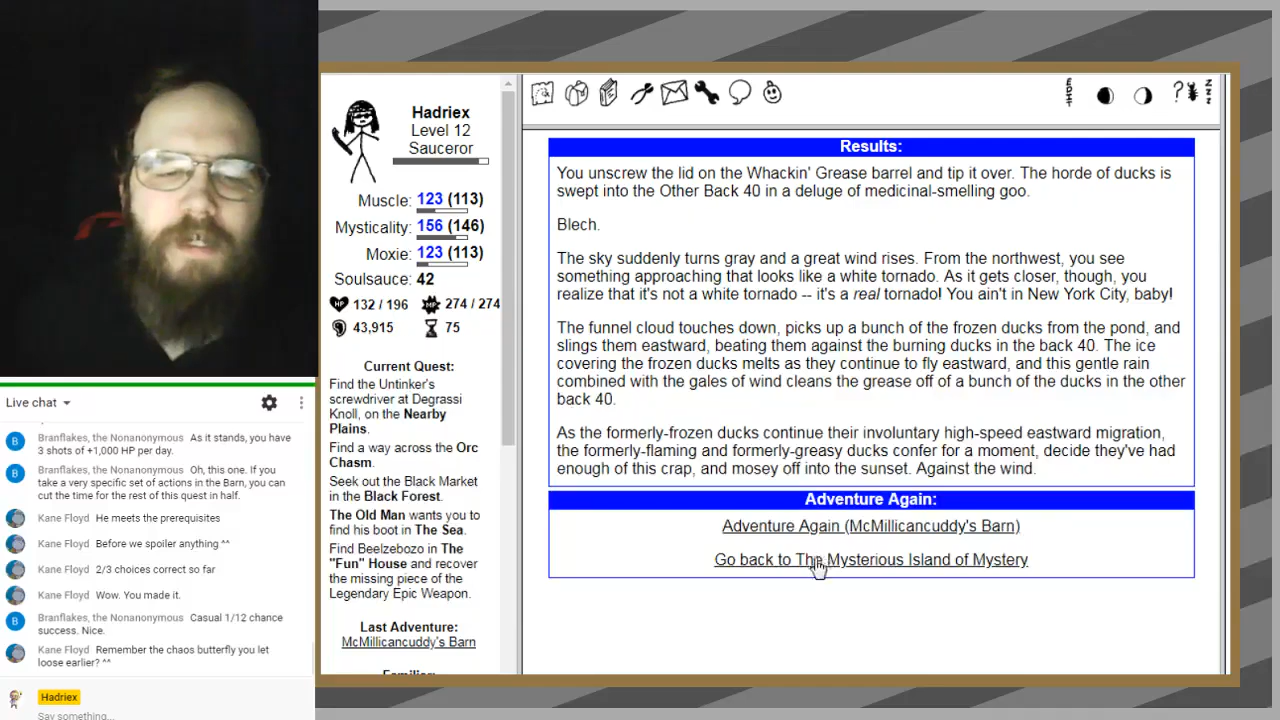 Hadriex
Level 12
Sauceror
Muscle: 123 (113)
Mysticality: 156 (146)
Moxie: 123 (113)
Soulsauce: 42
HP 132 / 196 MP 274 / 274
43,915 75
Current Quest:
Find the Untinker's
screwdriver at Degrassi
Knoll, on the Nearby
Plains.
Find a way across the Orc
Chasm.
Seek out the Black Market
in the Black Forest.
The Old Man wants you to
find his boot in The Sea.
Find Beelzebozo in The
"Fun" House and recover
the missing piece of the
Legendary Epic Weapon.
Last Adventure:
McMillicancuddy's Barn
EDIT
?
ZZZ
Results:
You unscrew the lid on the Whackin' Grease barrel and tip it over. The horde of ducks is
swept into the Other Back 40 in a deluge of medicinal-smelling goo.
Blech.
The sky suddenly turns gray and a great wind rises. From the northwest, you see
something approaching that looks like a white tornado. As it gets closer, though, you
realize that it's not a white tornado -- it's a real tornado! You ain't in New York City, baby!
The funnel cloud touches down, picks up a bunch of the frozen ducks from the pond, and
slings them eastward, beating them against the burning ducks in the back 40. The ice
covering the frozen ducks melts as they continue to fly eastward, and this gentle rain
combined with the gales of wind cleans the grease off of a bunch of the ducks in the other
back 40.
As the formerly-frozen ducks continue their involuntary high-speed eastward migration,
the formerly-flaming and formerly-greasy ducks confer for a moment, decide they've had
enough of this crap, and mosey off into the sunset. Against the wind.
Adventure Again:
Adventure Again (McMillicancuddy's Barn)
Go back to The Mysterious Island of Mystery
Live chat
B Branflakes, the Nonanonymous As it stands, you have
3 shots of +1,000 HP per day.
B Branflakes, the Nonanonymous Oh, this one. If you
take a very specific set of actions in the Barn, you can
cut the time for the rest of this quest in half.
Kane Floyd He meets the prerequisites
Kane Floyd Before we spoiler anything ^^
Kane Floyd 2/3 choices correct so far
Kane Floyd Wow. You made it.
B Branflakes, the Nonanonymous Casual 1/12 chance
success. Nice.
Kane Floyd Remember the chaos butterfly you let
loose earlier? ^^
Hadriex
Say something...